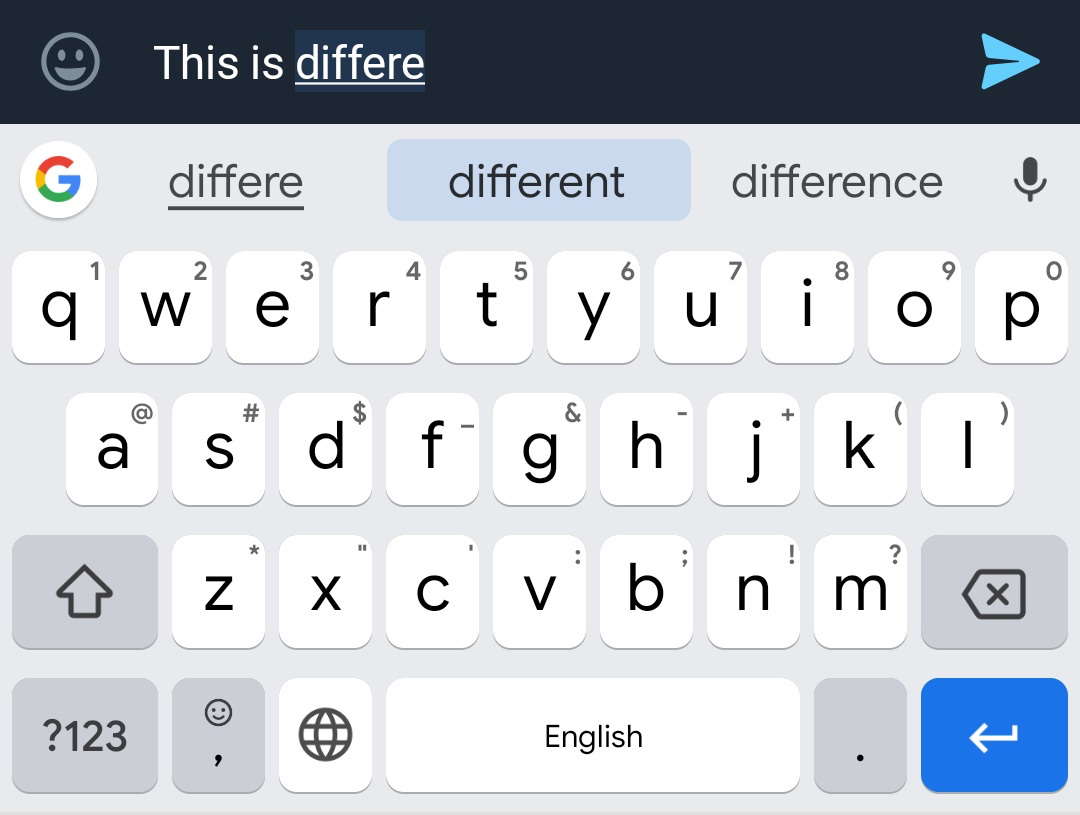 This is differe
differe different difference
q 1 w 2 e 3 r 4 t 5 y 6 u 7 i 8 o 9 p 0
a @ s # d $ f _ g & h - j + k ( l )
z * x " c ' v : b ; n ! m ?
?123 , English .